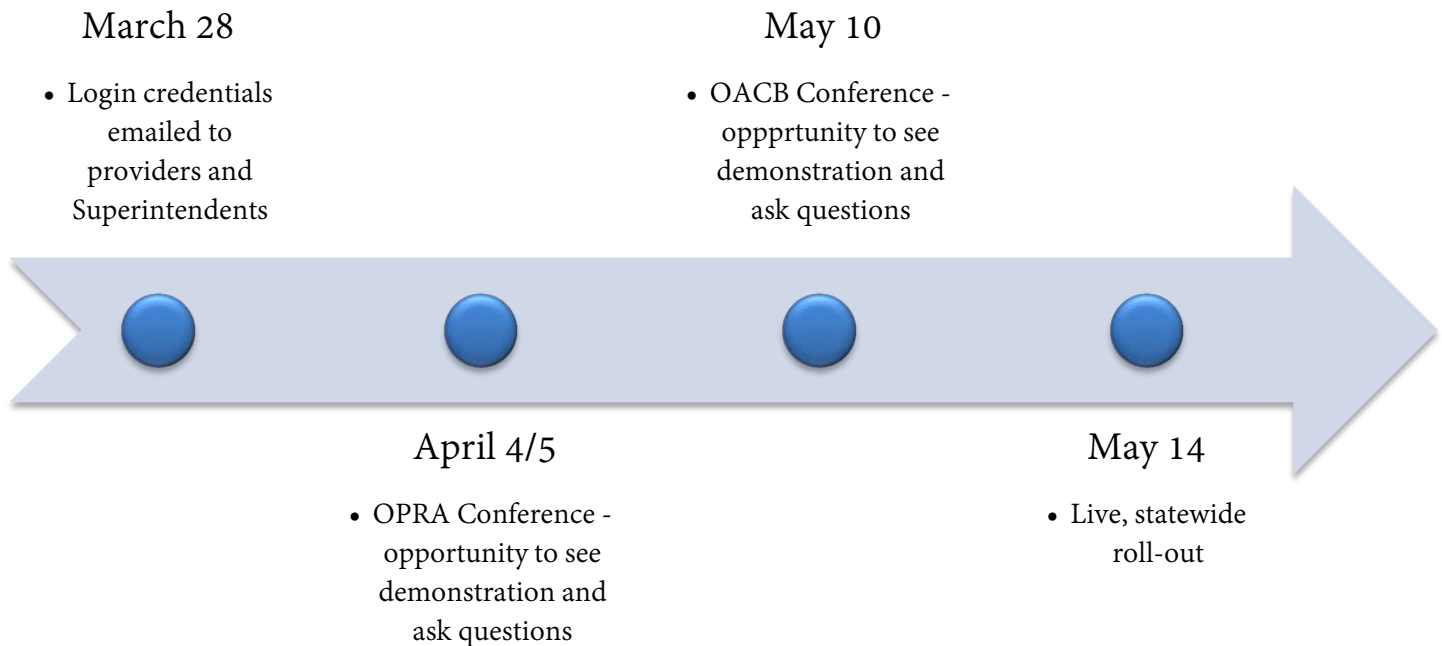 March 28
• Login credentials
emailed to
providers and
Superintendents
April 4/5
• OPRA Conference -
opportunity to see
demonstration and
ask questions
May 10
• OACB Conference -
oppprtunity to see
demonstration and
ask questions
May 14
• Live, statewide
roll-out